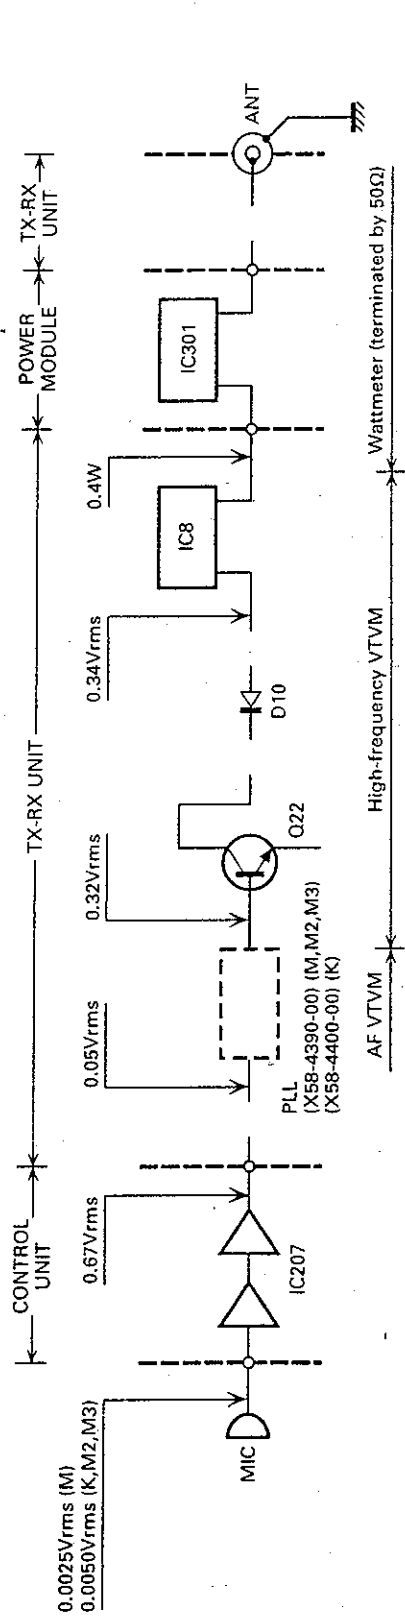 CONTROL
UNIT
TX-RX UNIT
POWER
MODULE
TX-RX
UNIT
0.0025Vrms (M)
0.0050Vrms (K,M2,M3)
0.67Vrms
0.05Vrms
0.32Vrms
0.34Vrms
0.4W
MIC
IC207
PLL
(X58-4390-00) (M,M2,M3)
(X58-4400-00) (K)
Q22
D10
IC8
IC301
ANT
AF VTVM
High-frequency VTVM
Wattmeter (terminated by 50Ω)